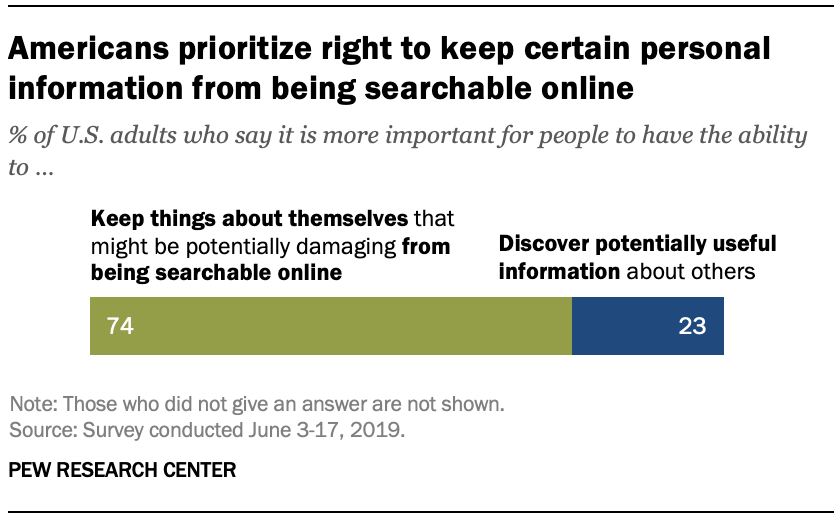 Americans prioritize right to keep certain personal
information from being searchable online
% of U.S. adults who say it is more important for people to have the ability
to ...
Keep things about themselves that
might be potentially damaging from
being searchable online
Discover potentially useful
information about others
74
23
Note: Those who did not give an answer are not shown.
Source: Survey conducted June 3-17, 2019.
PEW RESEARCH CENTER